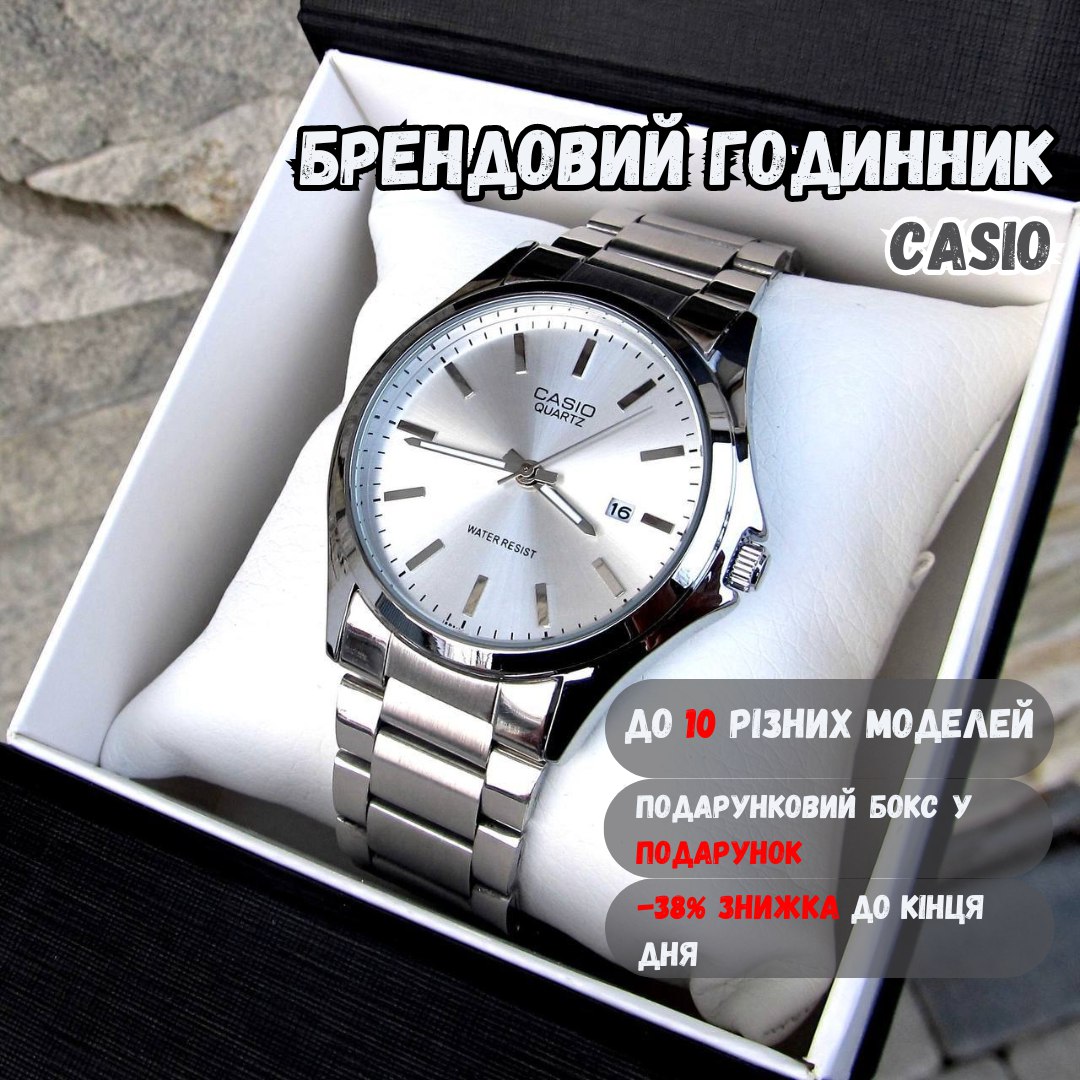 БРЕНДОВИЙ ГОДИННИК
CASIO
CASIO
QUARTZ
16
WATER RESIST
ДО 10 РІЗНИХ МОДЕЛЕЙ
ПОДАРУНКОВИЙ БОКС У
ПОДАРУНОК
-38% ЗНИЖКА ДО КІНЦЯ
ДНЯ